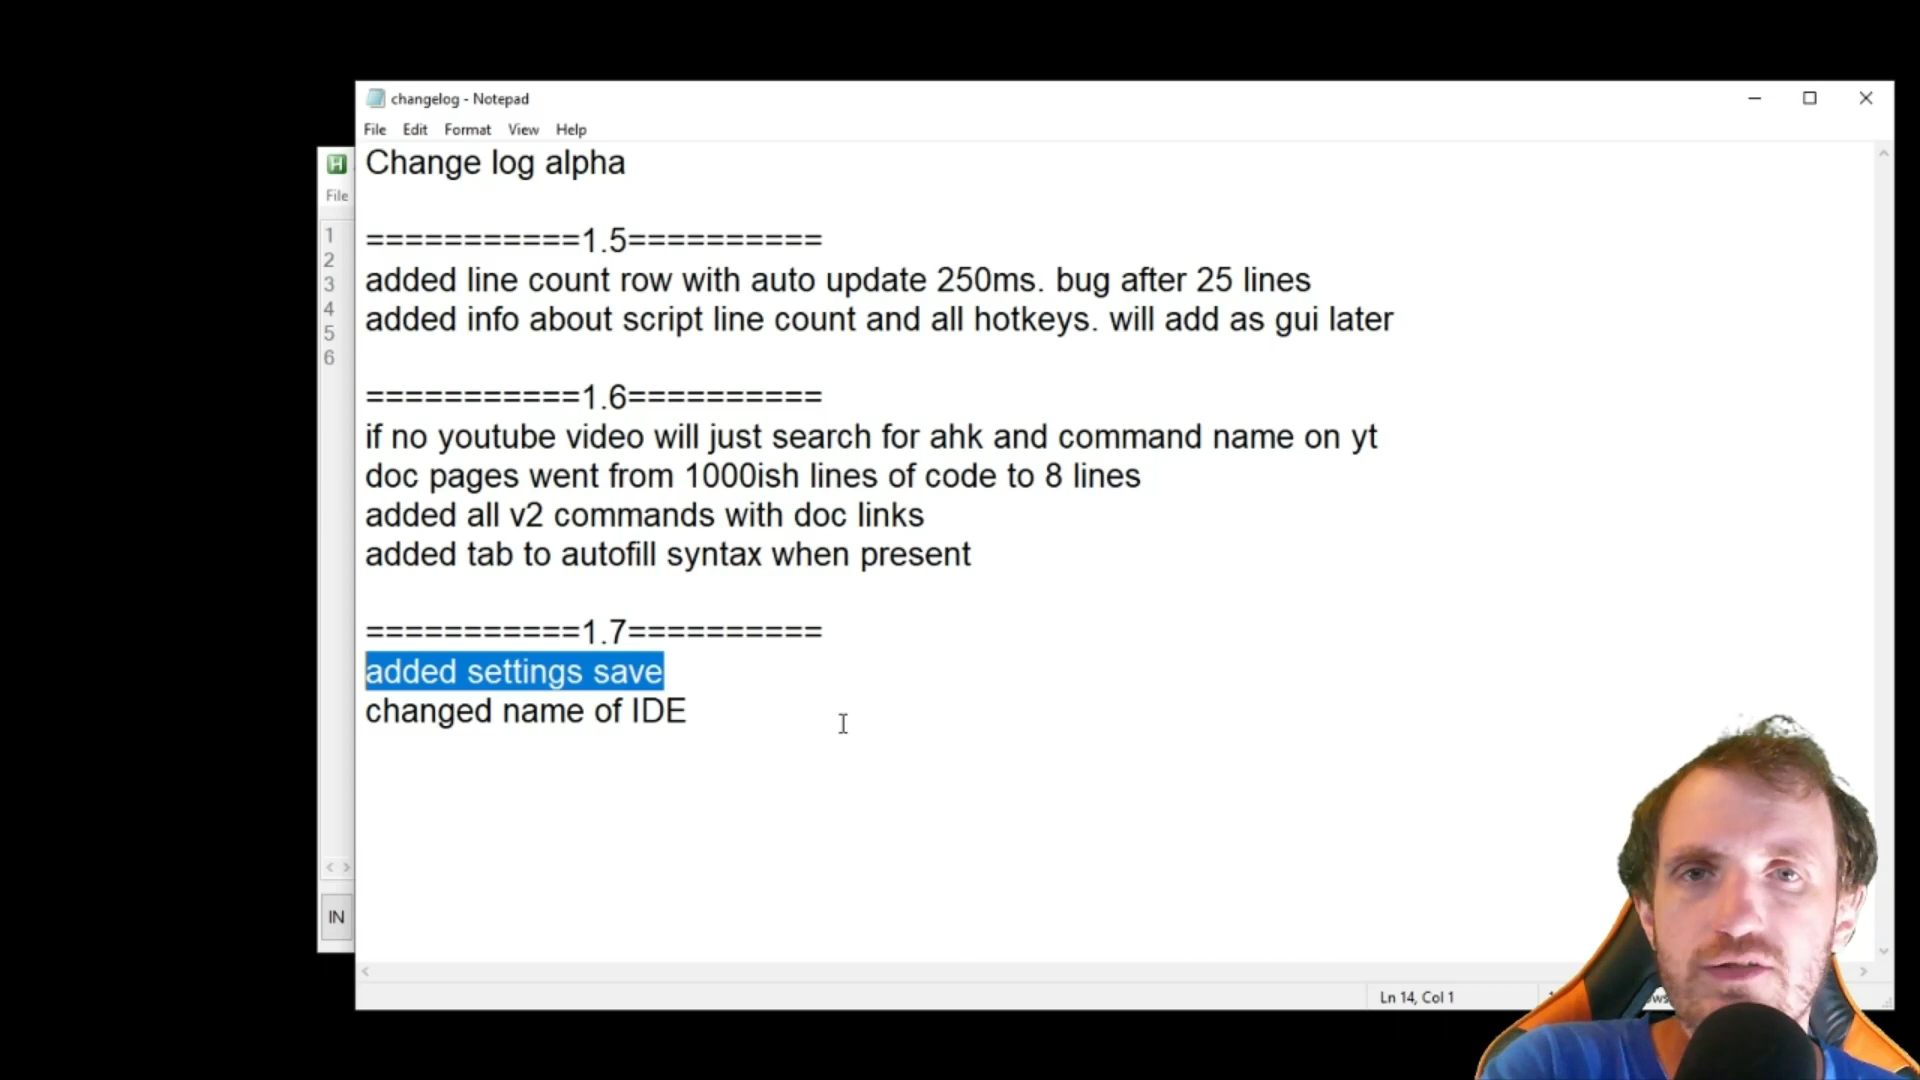 changelog - Notepad
File Edit Format View Help
Change log alpha
===========1.5==========
added line count row with auto update 250ms. bug after 25 lines
added info about script line count and all hotkeys. will add as gui later
===========1.6==========
if no youtube video will just search for ahk and command name on yt
doc pages went from 1000ish lines of code to 8 lines
added all v2 commands with doc links
added tab to autofill syntax when present
===========1.7==========
added settings save
changed name of IDE
Ln 14, Col 1
H
File
1
2
3
4
5
6
IN